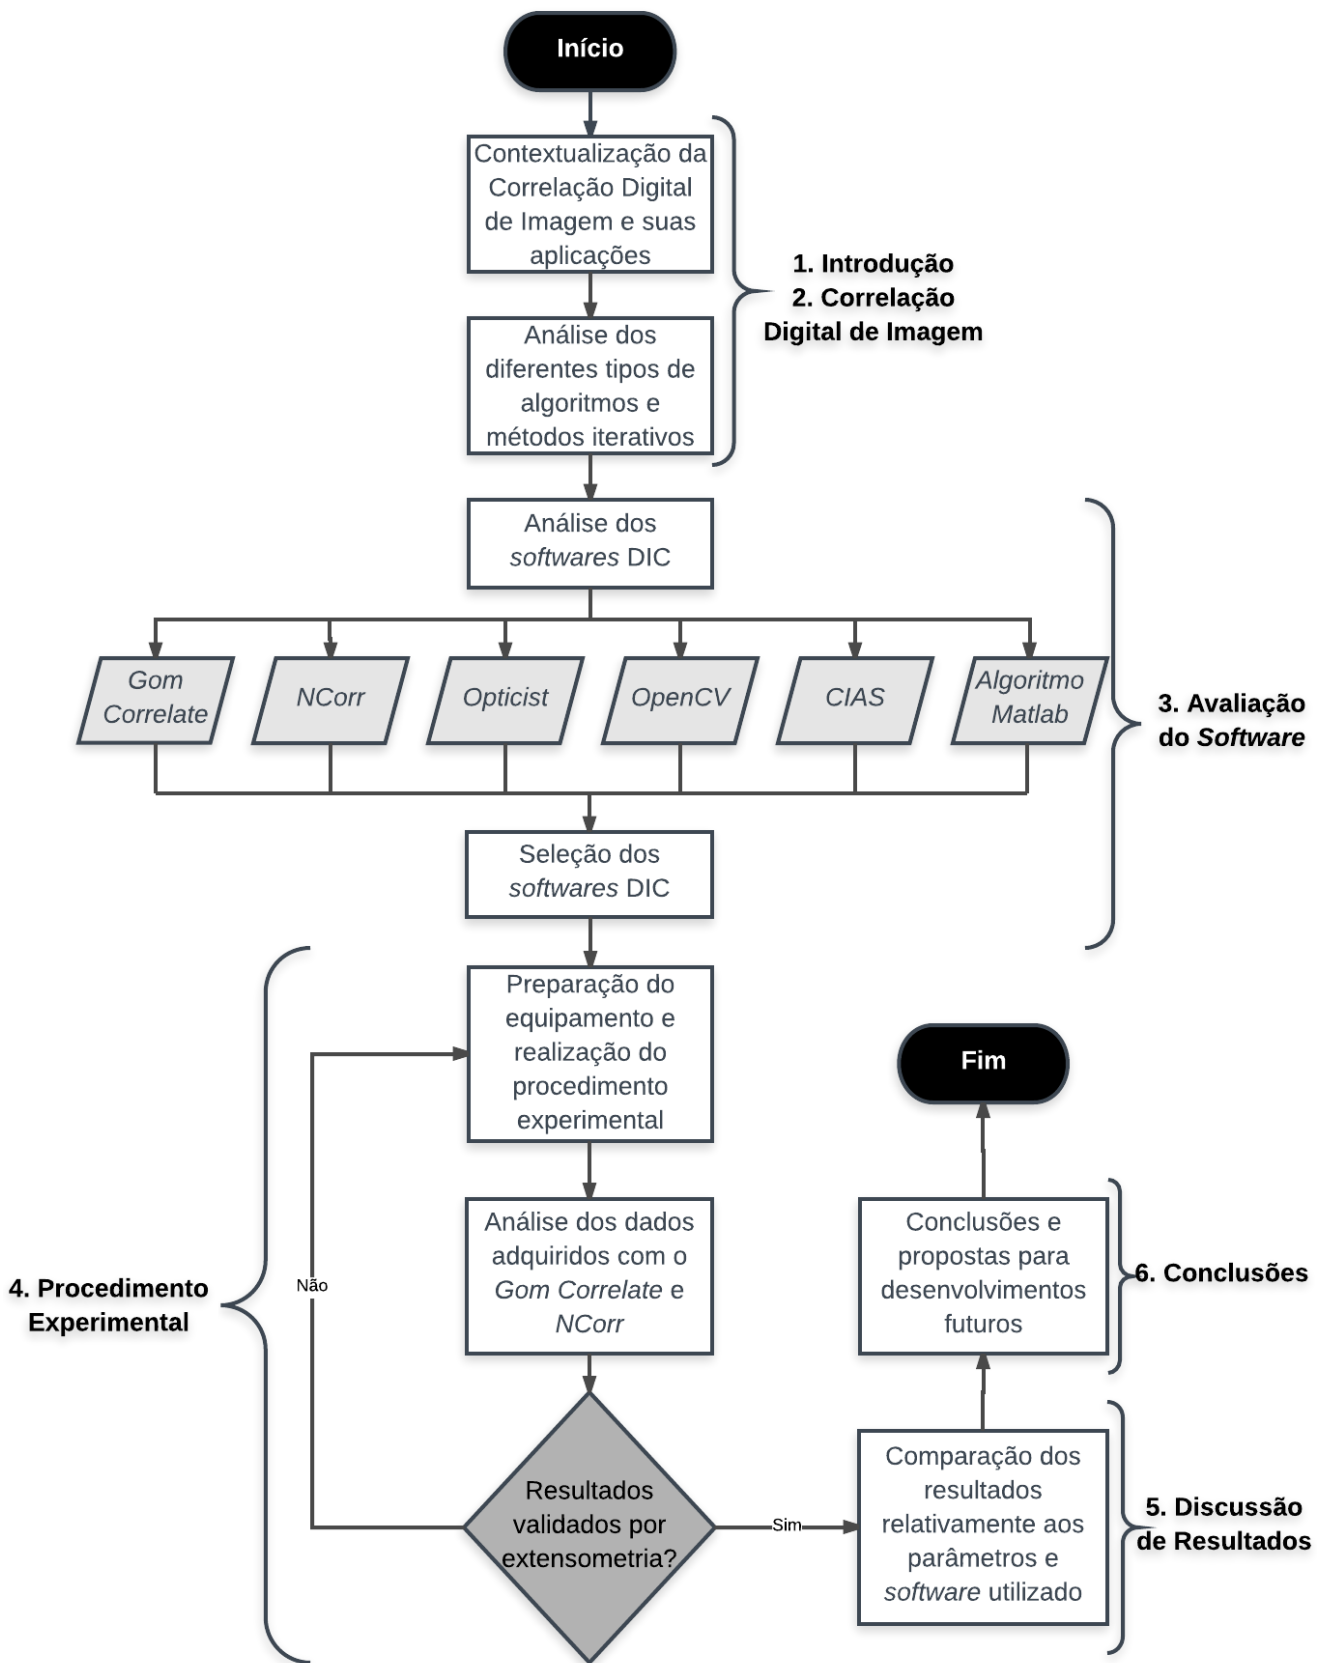 Início
Contextualização da
Correlação Digital
de Imagem e suas
aplicações
1. Introdução
2. Correlação
Digital de Imagem
Análise dos
diferentes tipos de
algoritmos e
métodos iterativos
Análise dos
softwares DIC
Gom
Correlate
NCorr
Opticist
OpenCV
CIAS
Algoritmo
Matlab
3. Avaliação
do Software
Seleção dos
softwares DIC
Preparação do
equipamento e
realização do
procedimento
experimental
Análise dos dados
adquiridos com o
Gom Correlate e
NCorr
Não
4. Procedimento
Experimental
Resultados
validados por
extensometria?
Sim
Comparação dos
resultados
relativamente aos
parâmetros e
software utilizado
5. Discussão
de Resultados
Conclusões e
propostas para
desenvolvimentos
futuros
6. Conclusões
Fim